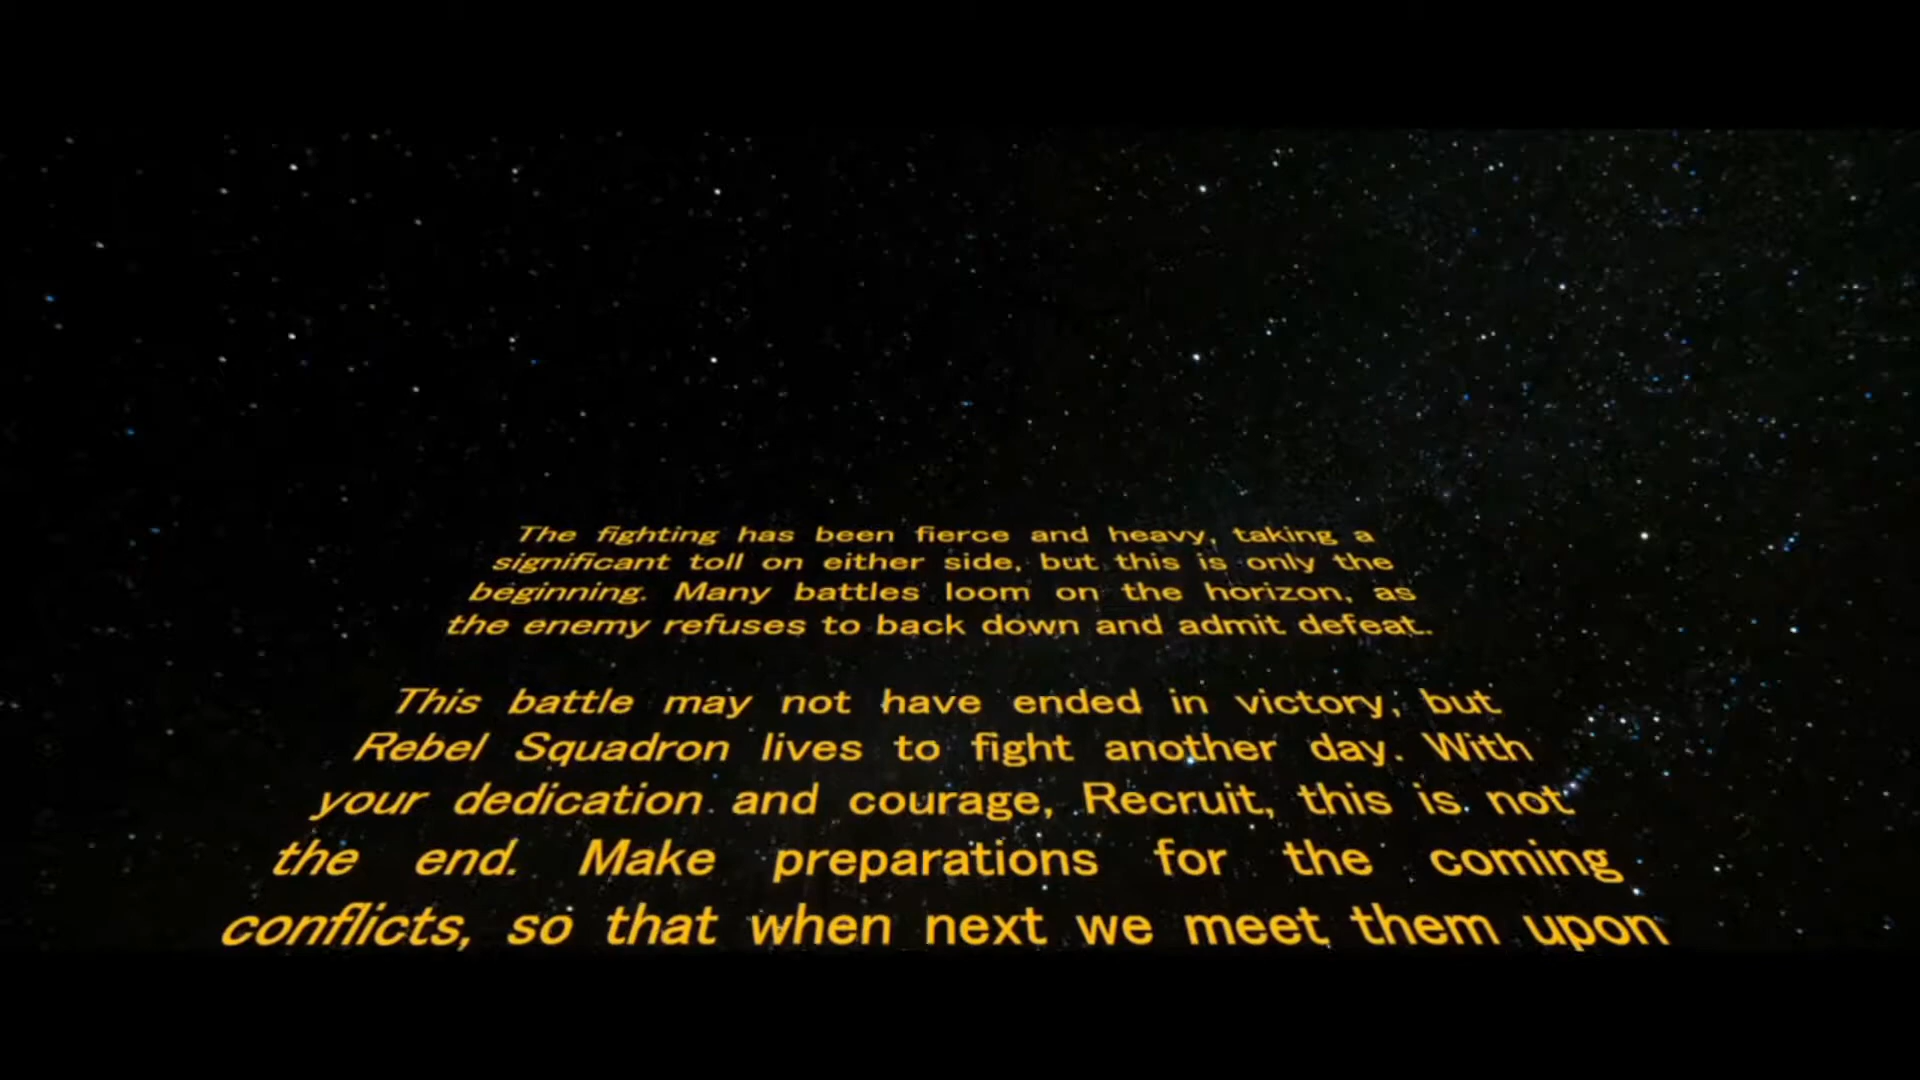 The fighting has been fierce and heavy, taking a
significant toll on either side, but this is only the
beginning. Many battles loom on the horizon, as
the enemy refuses to back down and admit defeat.
This battle may not have ended in victory, but
Rebel Squadron lives to fight another day. With
your dedication and courage, Recruit, this is not
the end. Make preparations for the coming
conflicts, so that when next we meet them upon